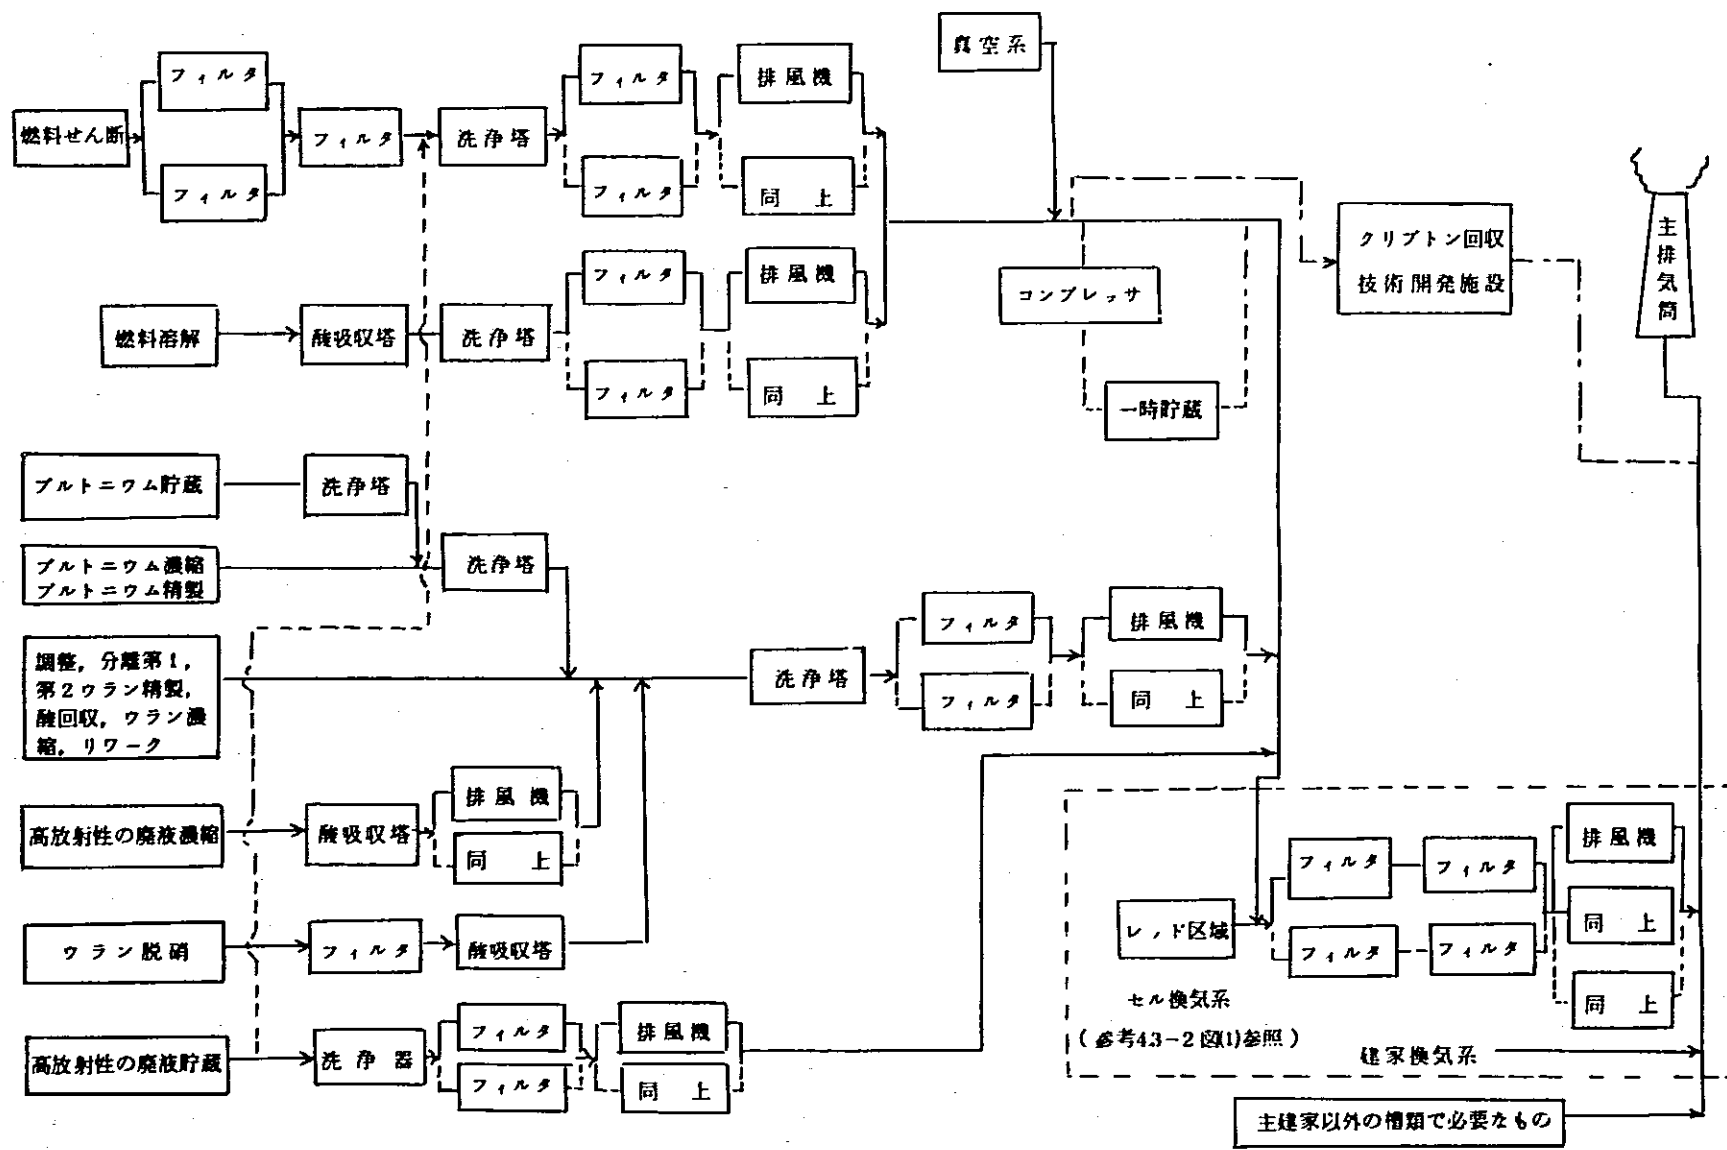 真空系
フィルタ
フィルタ
排風機
燃料せん断
フィルタ
洗浄塔
フィルタ
フィルタ
同上
クリプトン回収
技術開発施設
主排気筒
フィルタ
排風機
コンプレッサ
燃料溶解
酸吸収塔
洗浄塔
フィルタ
同上
一時貯蔵
プルトニウム貯蔵
洗浄塔
プルトニウム濃縮
プルトニウム精製
洗浄塔
フィルタ
排風機
調整,分離第1,
第2ウラン精製,
酸回収,ウラン濃
縮,リワーク
洗浄塔
フィルタ
同上
高放射性の廃液濃縮
酸吸収塔
排風機
同上
フィルタ
フィルタ
排風機
レッド区域
フィルタ
フィルタ
同上
同上
ウラン脱硝
フィルタ
酸吸収塔
セル換気系
(参考4.3-2図(1)参照)
建家換気系
高放射性の廃液貯蔵
洗浄器
フィルタ
フィルタ
排風機
同上
主建家以外の槽類で必要なもの